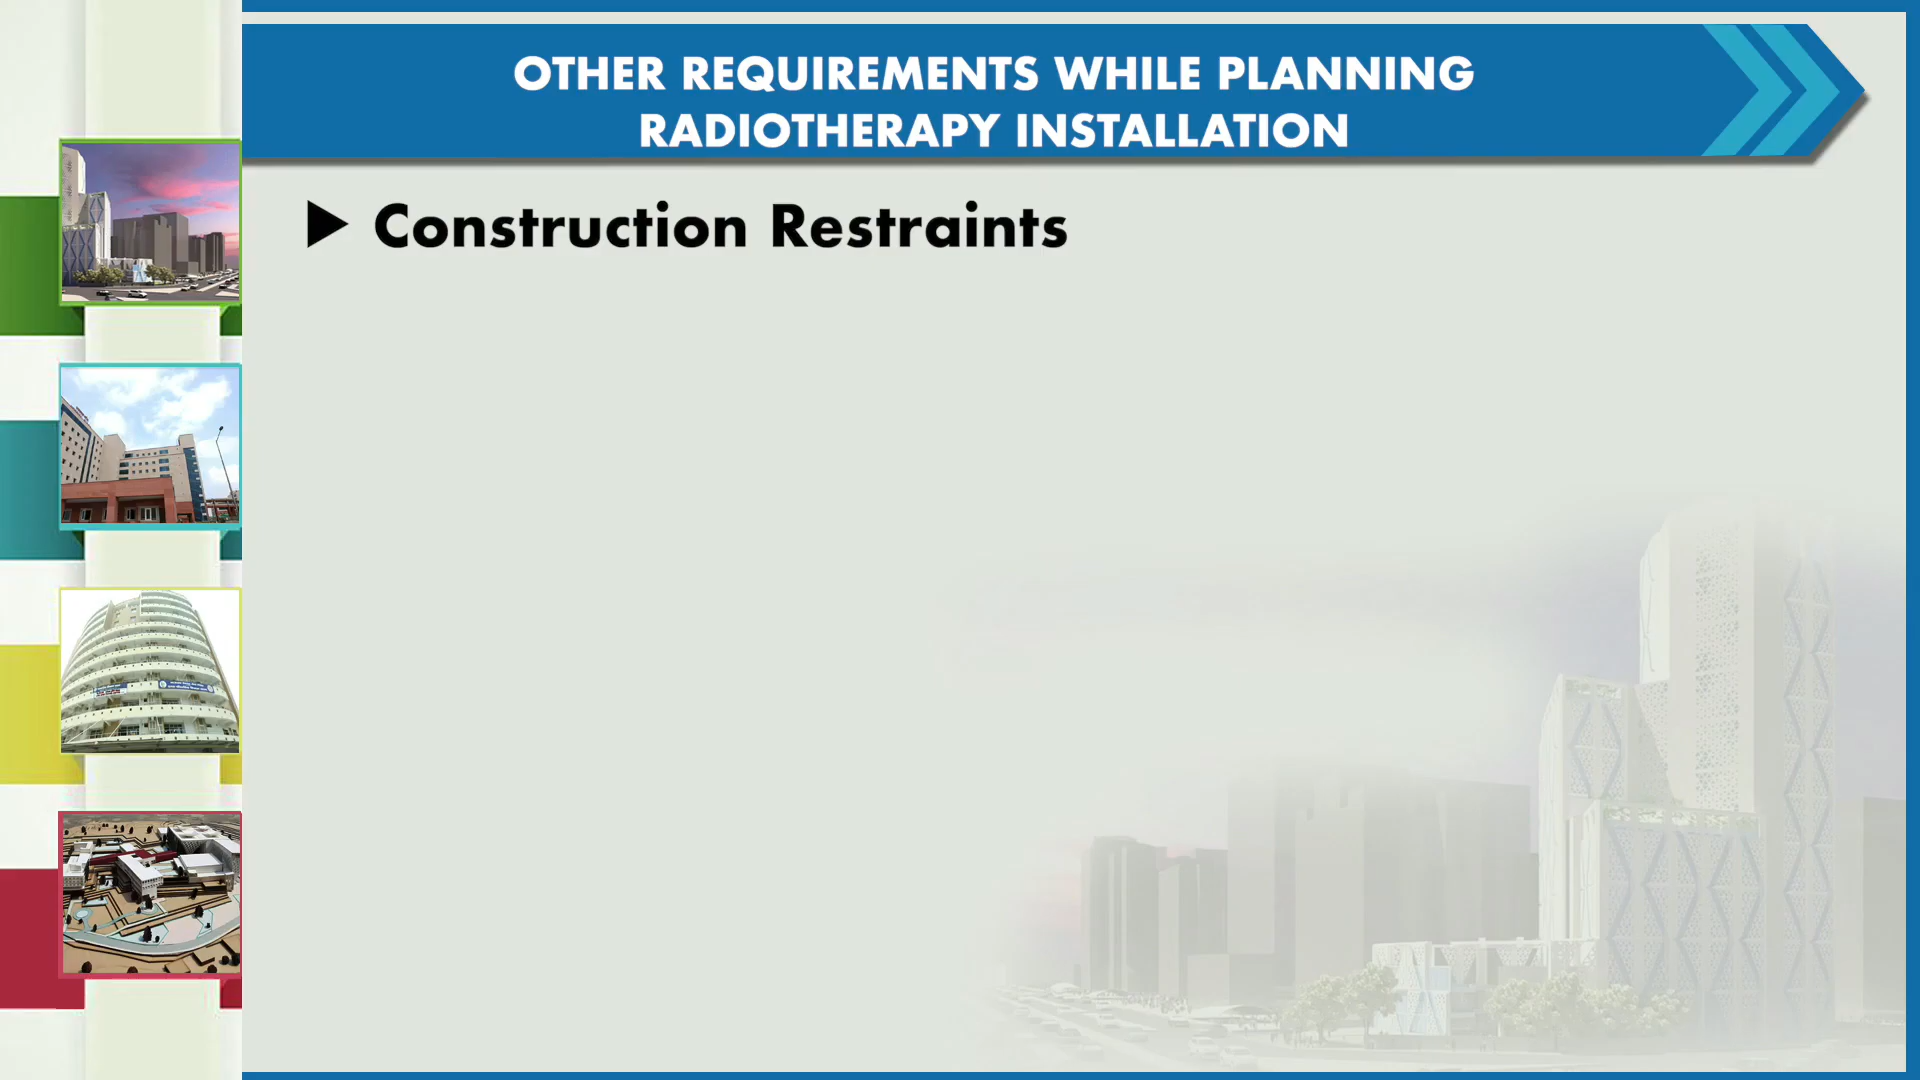 OTHER REQUIREMENTS WHILE PLANNING
RADIOTHERAPY INSTALLATION
▶ Construction Restraints